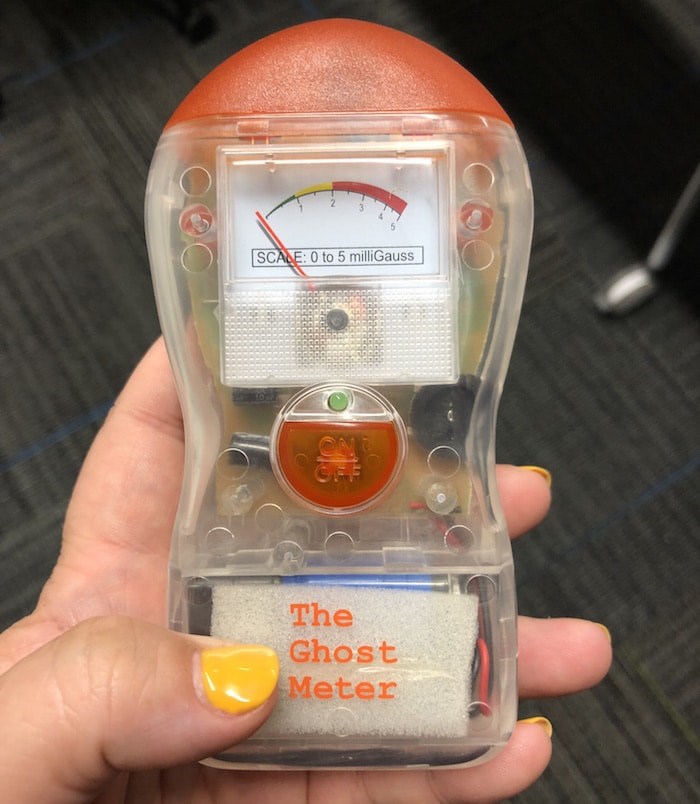 1 2 3 4 5
SCALE: 0 to 5 milliGauss
ON
OFF
The
Ghost
Meter